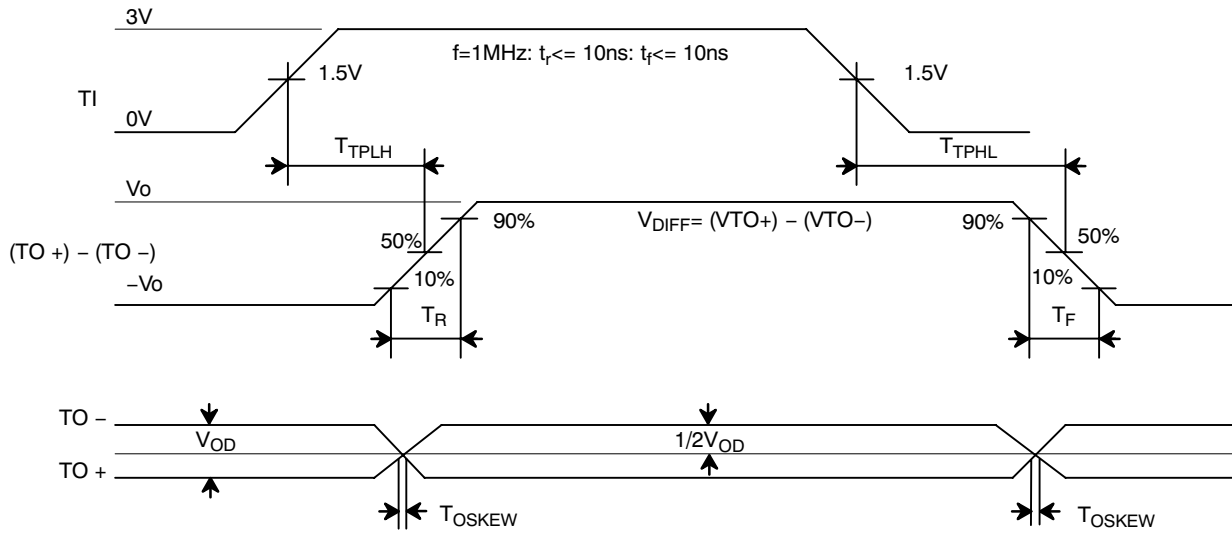 3V
f=1MHz: tr<= 10ns: tf<= 10ns
1.5V
1.5V
TI
0V
TTPLH
TTPHL
Vo
90%
VDIFF= (VTO+) – (VTO–)
90%
50%
50%
(TO +) – (TO –)
10%
10%
–Vo
TR
TF
TO –
VOD
1/2VOD
TO +
TOSKEW
TOSKEW